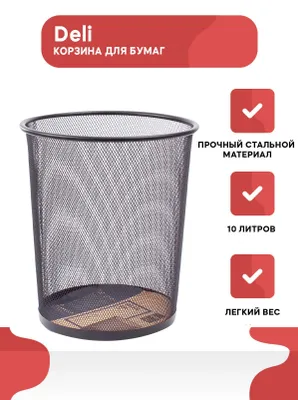 Deli
КОРЗИНА ДЛЯ БУМАГ
ПРОЧНЫЙ СТАЛЬНОЙ
МАТЕРИАЛ
10 ЛИТРОВ
ЛЕГКИЙ ВЕС